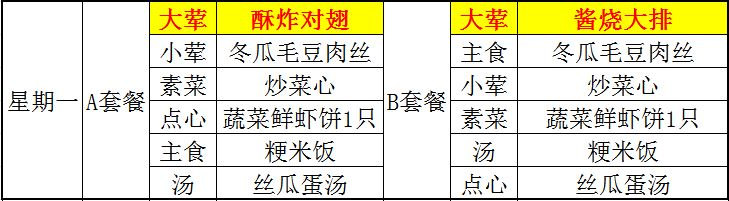 大荤 酥炸对翅 大荤 酱烧大排
小荤 冬瓜毛豆肉丝 主食 冬瓜毛豆肉丝
素菜 炒菜心 小荤 炒菜心
星期一 A套餐 点心 蔬菜鲜虾饼1只 B套餐 素菜 蔬菜鲜虾饼1只
主食 粳米饭 汤 粳米饭
汤 丝瓜蛋汤 点心 丝瓜蛋汤